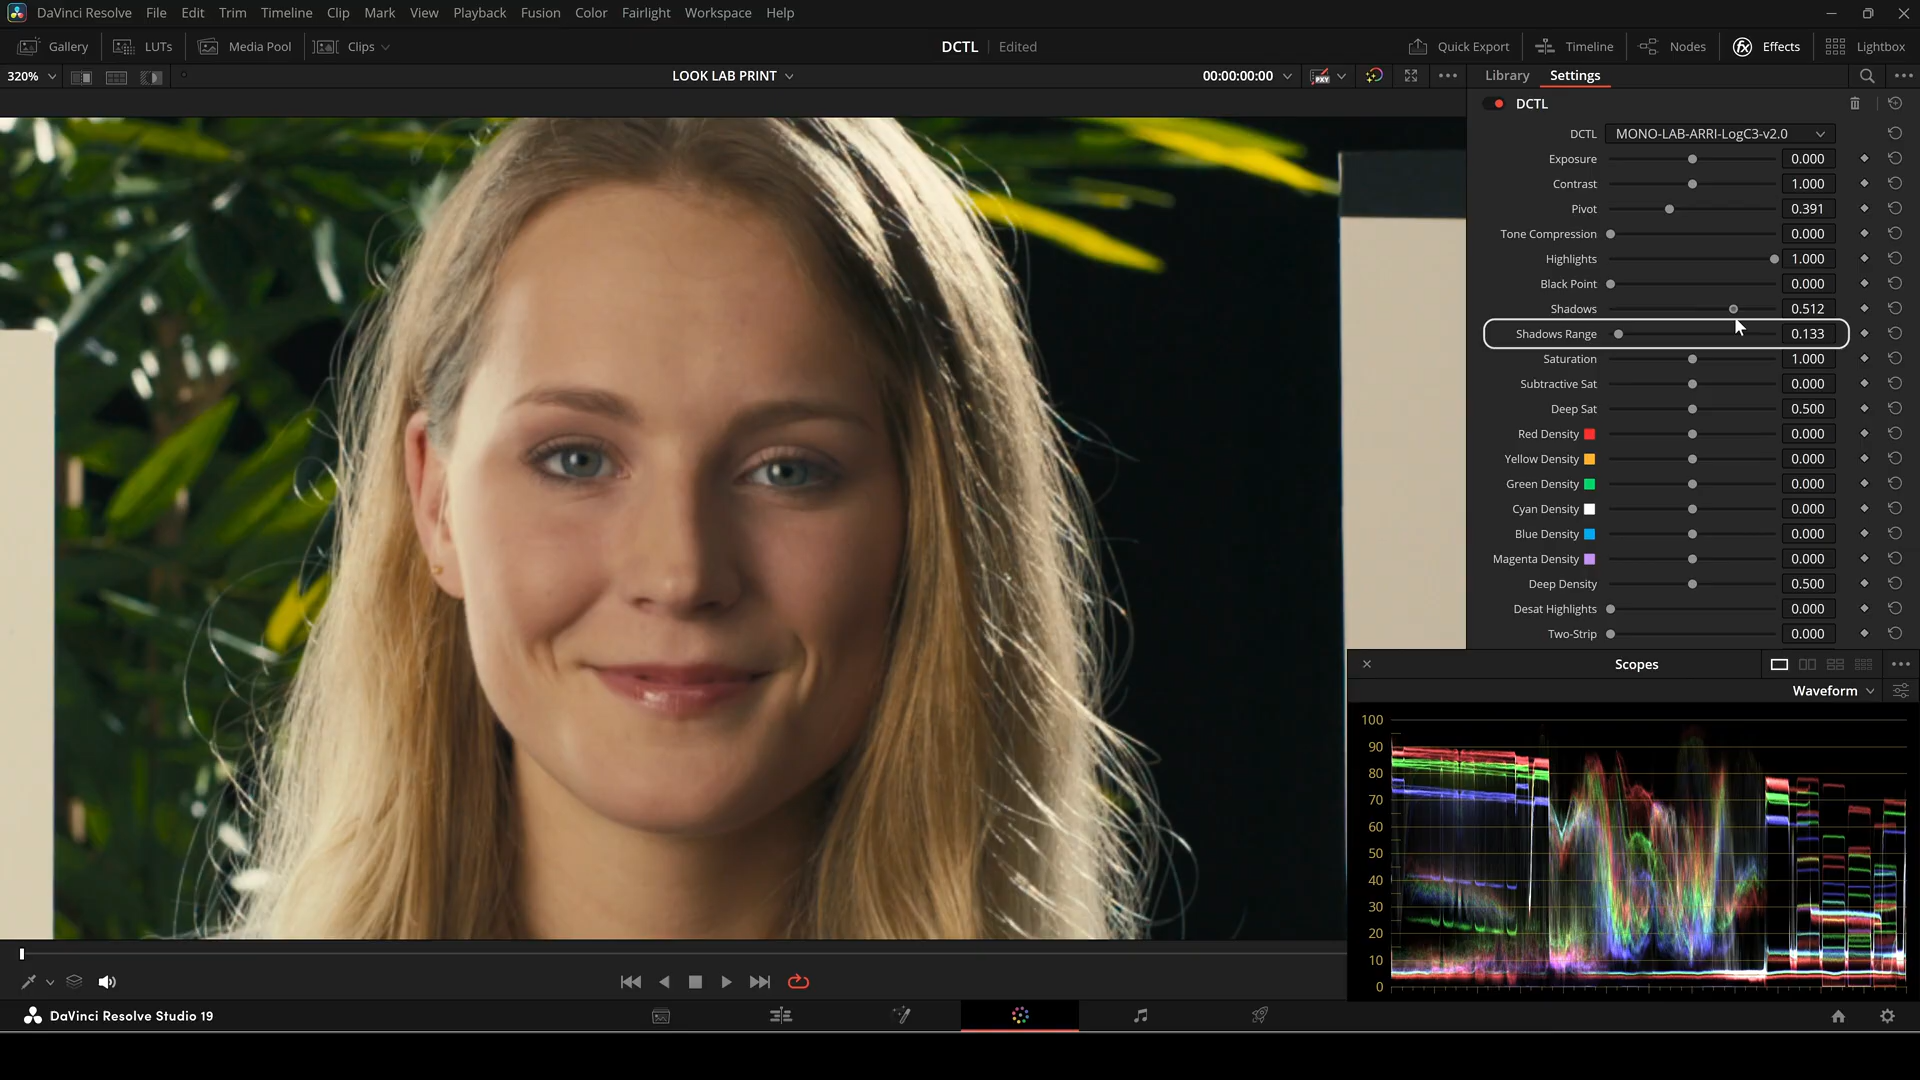 DaVinci Resolve File Edit Trim Timeline Clip Mark View Playback Fusion Color Fairlight Workspace Help
Gallery LUTs Media Pool Clips DCTL Edited Quick Export Timeline Nodes Effects Lightbox
320% LOOK LAB PRINT 00:00:00:00 PXY Library Settings
DCTL
DCTL MONO-LAB-ARRI-LogC3-v2.0
Exposure 0.000
Contrast 1.000
Pivot 0.391
Tone Compression 0.000
Highlights 1.000
Black Point 0.000
Shadows 0.512
Shadows Range 0.133
Saturation 1.000
Subtractive Sat 0.000
Deep Sat 0.500
Red Density 0.000
Yellow Density 0.000
Green Density 0.000
Cyan Density 0.000
Blue Density 0.000
Magenta Density 0.000
Deep Density 0.500
Desat Highlights 0.000
Two-Strip 0.000
Scopes
Waveform
100
90
80
70
60
50
40
30
20
10
0
DaVinci Resolve Studio 19